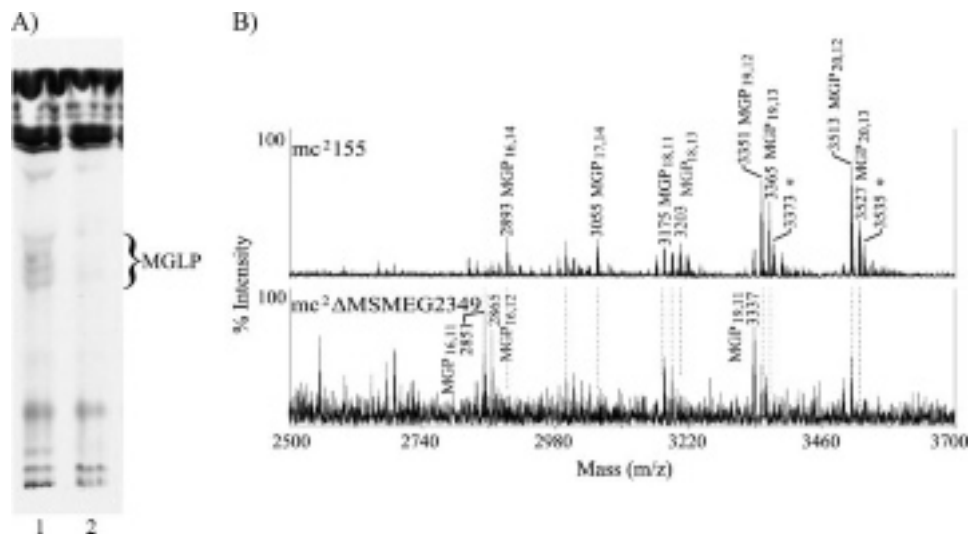 A)
MGLP
1 2
B)
100
mc²155
2893 MGP16,14
3055 MGP17,14
3175 MGP18,11
3203 MGP18,13
3351 MGP19,12
3365 MGP19,13
3373 *
3513 MGP20,12
3527 MGP20,13
3535 *
% Intensity
100
mc²ΔMSMEG2349
MGP16,11
2851
2865
MGP16,12
MGP19,11
3337
2500 2740 2980 3220 3460 3700
Mass (m/z)